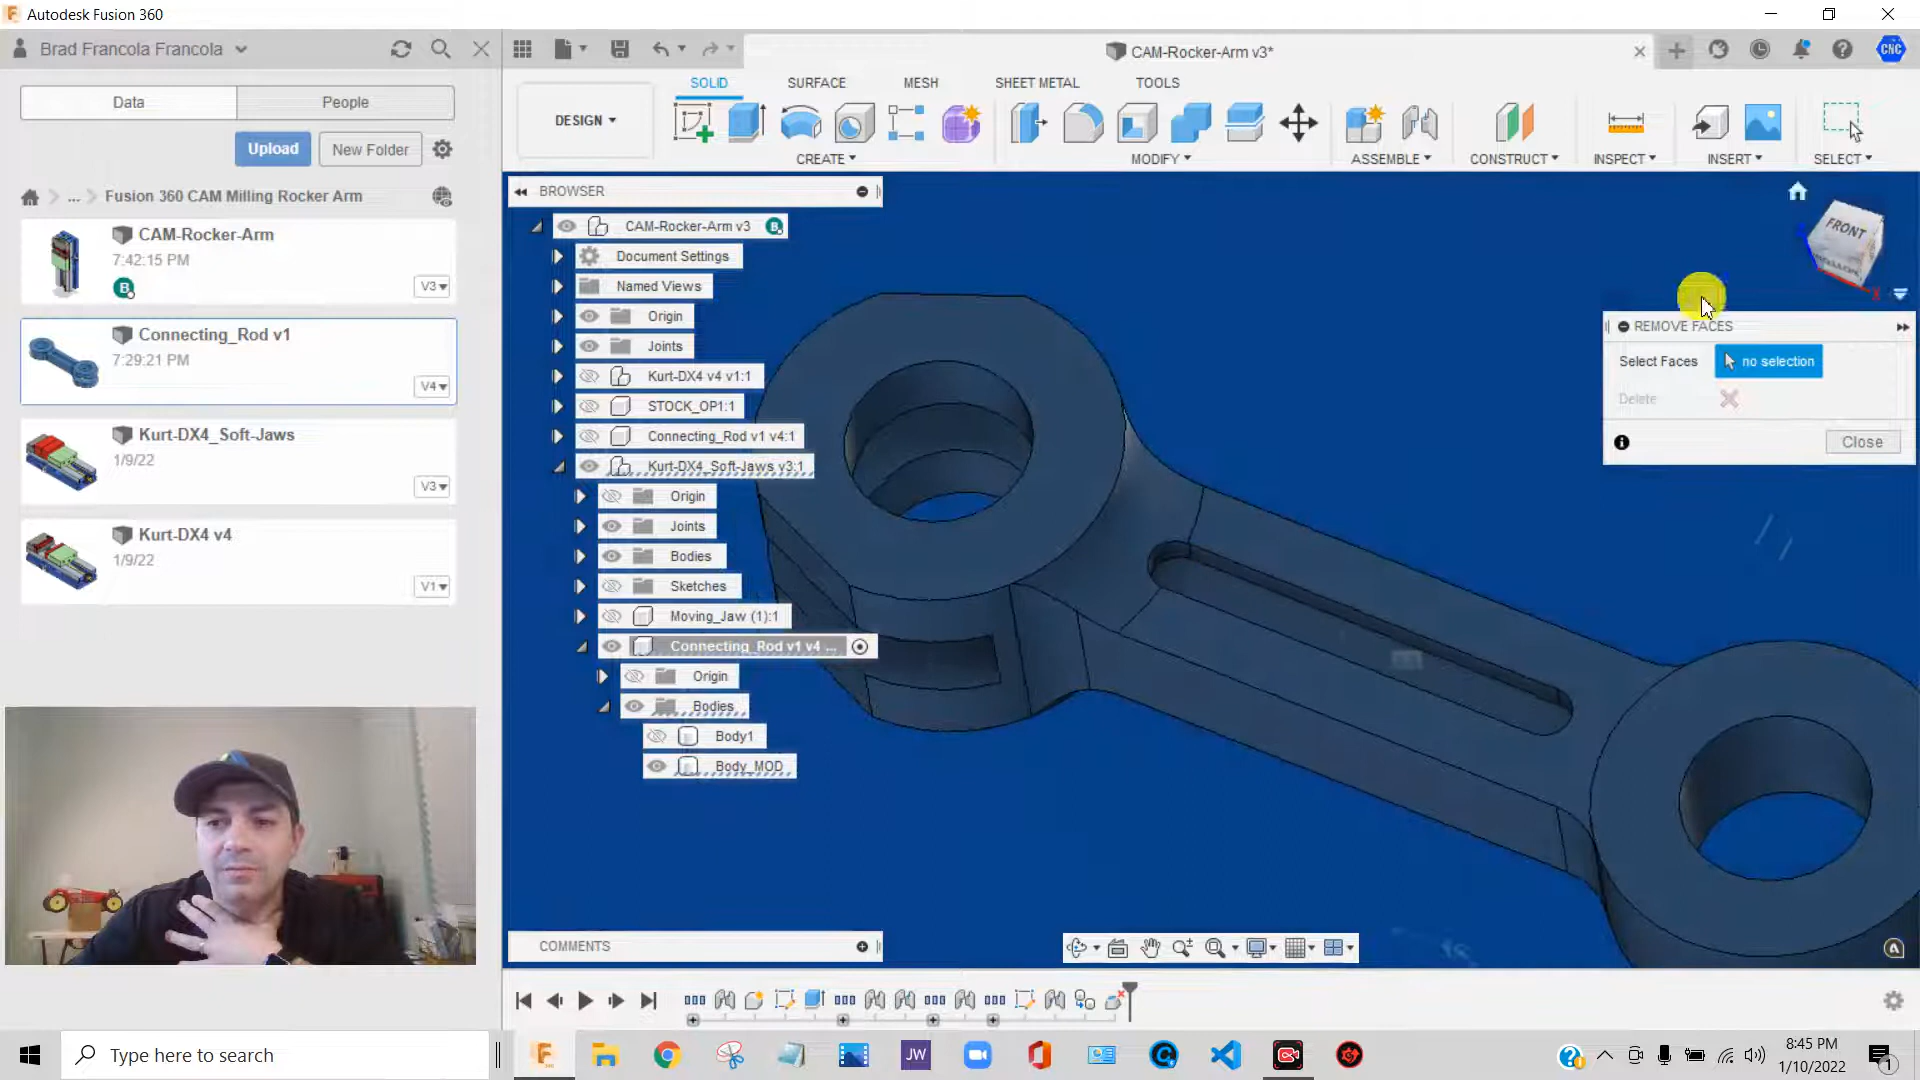 Autodesk Fusion 360
Brad Francola Francola
CAM-Rocker-Arm v3*
CNC
Data
People
Upload
New Folder
... Fusion 360 CAM Milling Rocker Arm
CAM-Rocker-Arm
7:42:15 PM
V3
Connecting_Rod v1
7:29:21 PM
V4
Kurt-DX4_Soft-Jaws
1/9/22
V3
Kurt-DX4 v4
1/9/22
V1
DESIGN
SOLID
SURFACE
MESH
SHEET METAL
TOOLS
CREATE
MODIFY
ASSEMBLE
CONSTRUCT
INSPECT
INSERT
SELECT
BROWSER
CAM-Rocker-Arm v3
Document Settings
Named Views
Origin
Joints
Kurt-DX4 v4 v1:1
STOCK_OP1:1
Connecting_Rod v1 v4:1
Kurt-DX4_Soft-Jaws v3:1
Origin
Joints
Bodies
Sketches
Moving_Jaw (1):1
Connecting_Rod v1 v4 ...
Origin
Bodies
Body1
Body_MOD
FRONT
BOTTOM
X
REMOVE FACES
Select Faces
no selection
Delete
Close
COMMENTS
Type here to search
JW
8:45 PM
1/10/2022
1